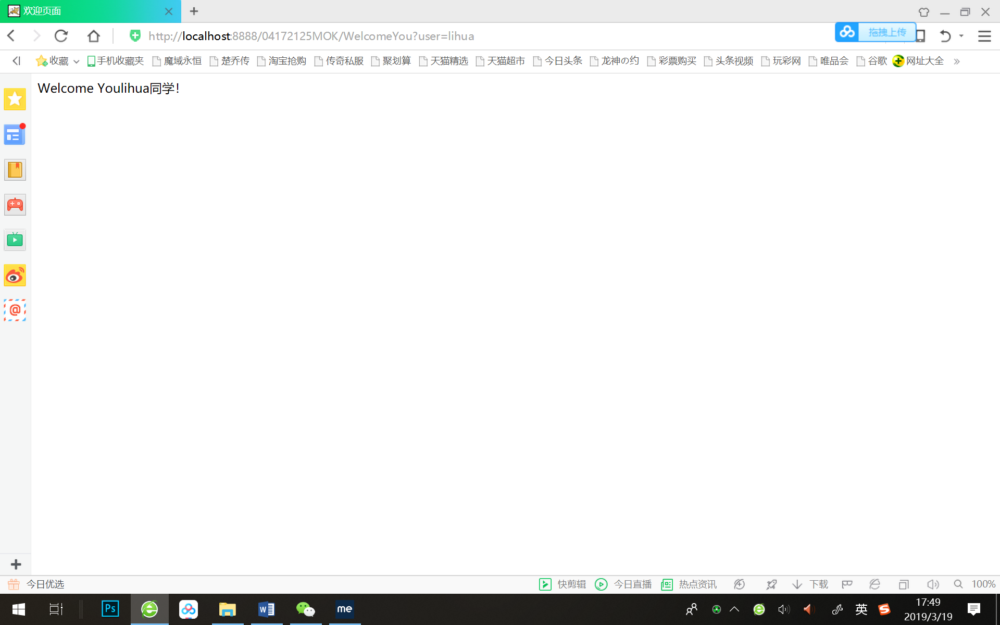 欢迎页面
http://localhost:8888/04172125MOK/WelcomeYou?user=lihua
拖拽上传
收藏 手机收藏夹 魔域永恒 楚乔传 淘宝抢购 传奇私服 聚划算 天猫精选 天猫超市 今日头条 龙神の约 彩票购买 头条视频 玩彩网 唯品会 谷歌 网址大全 »
Welcome Youlihua同学!
@
今日优选 快剪辑 今日直播 热点资讯 下载 100%
Ps W me 英 S 17:49
2019/3/19